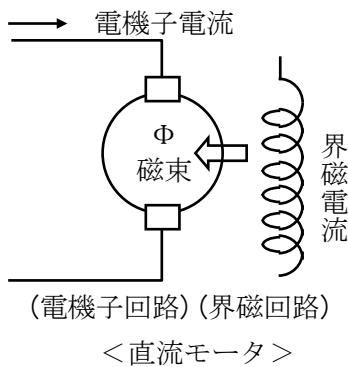 電機子電流
Φ
磁束
界磁電流
(電機子回路)(界磁回路)
＜直流モータ＞